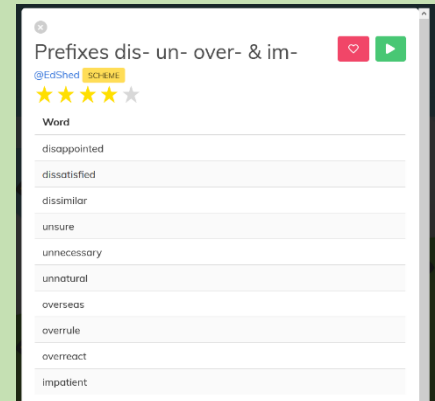 Prefixes dis- un- over- & im-
@EdShed SCHEME
Word
disappointed
dissatisfied
dissimilar
unsure
unnecessary
unnatural
overseas
overrule
overreact
impatient